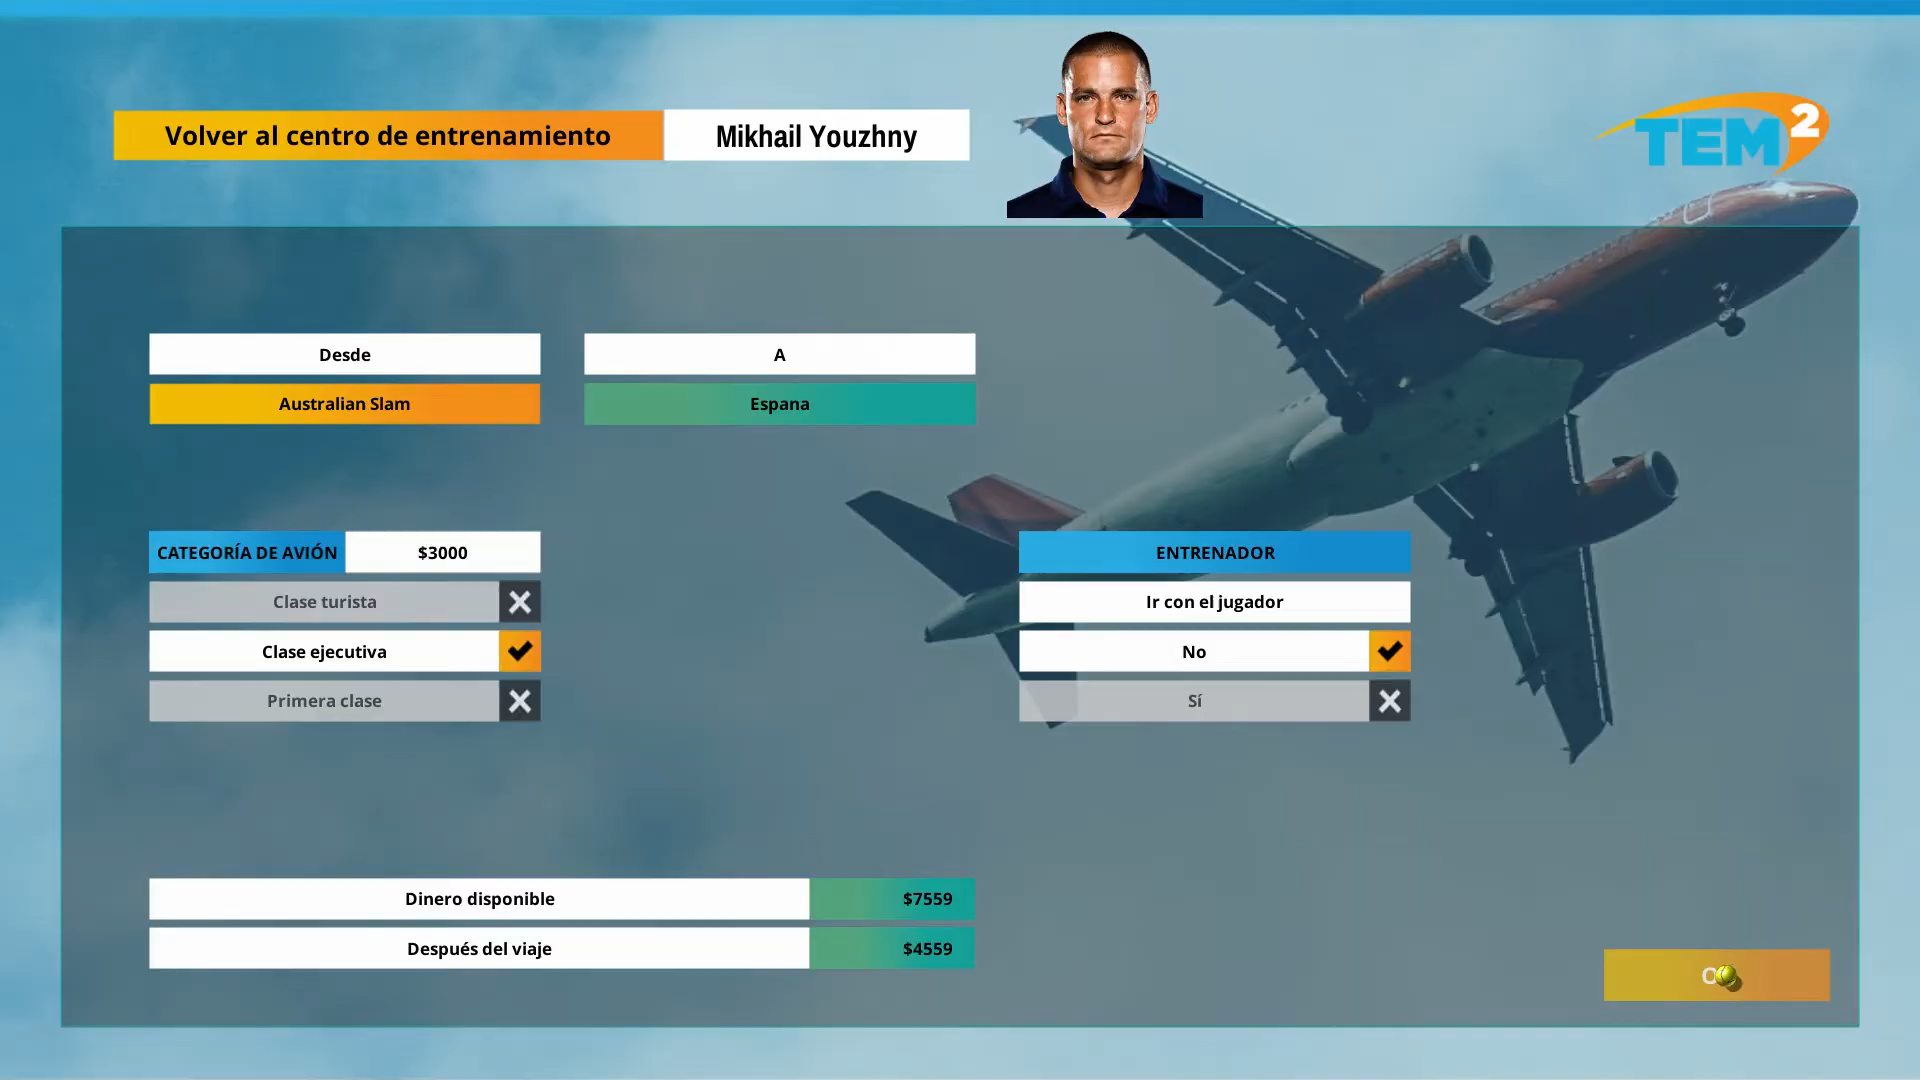 Volver al centro de entrenamiento
Mikhail Youzhny
TEM2
Desde
A
Australian Slam
Espana
CATEGORÍA DE AVIÓN
$3000
Clase turista
Clase ejecutiva
Primera clase
ENTRENADOR
Ir con el jugador
No
Sí
Dinero disponible
$7559
Después del viaje
$4559